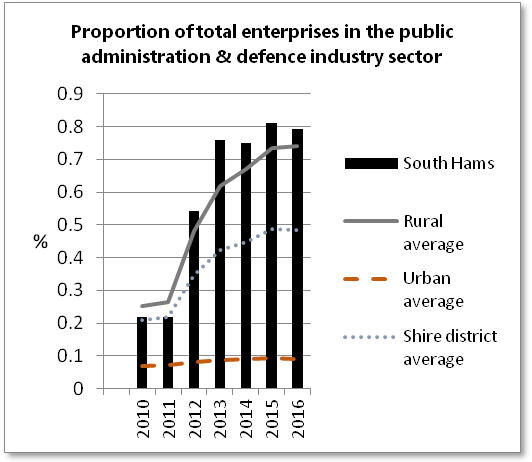 Proportion of total enterprises in the public
administration & defence industry sector
0.9
0.8
0.7
0.6
0.5
0.4
0.3
0.2
0.1
0
%
2010
2011
2012
2013
2014
2015
2016
South Hams
Rural
average
Urban
average
Shire district
average